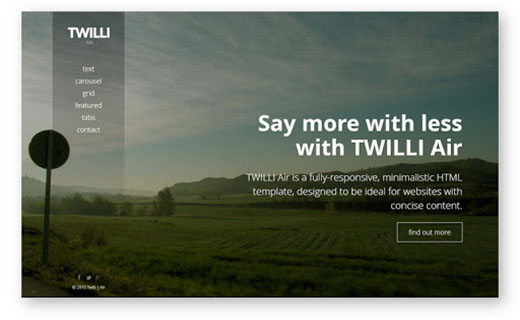 TWILLI
AIR
text
carousel
grid
featured
tabs
contact
Say more with less
with TWILLI Air
TWILLI Air is a fully-responsive, minimalistic HTML
template, designed to be ideal for websites with
concise content.
find out more
© 2015 Twilli Air